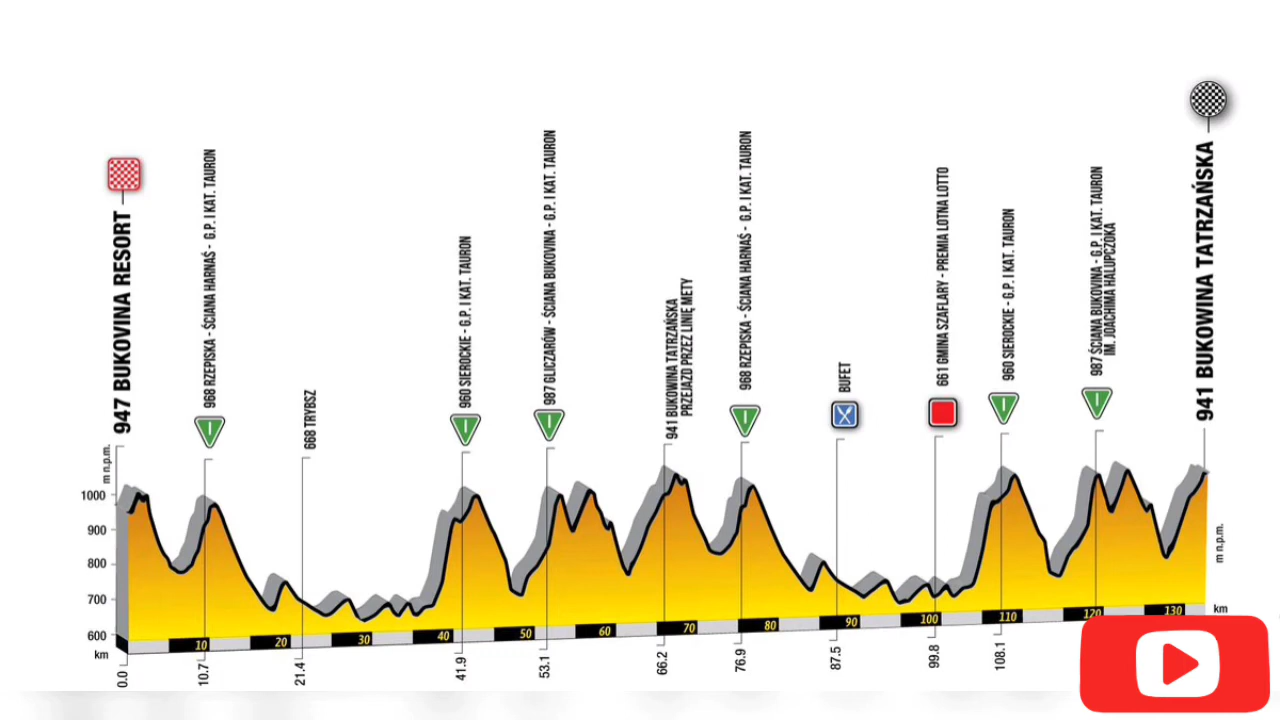 947 BUKOVINA RESORT
968 RZEPISKA - ŚCIANA HARNAŚ - G.P. I KAT. TAURON
668 TRYBSZ
960 SIEROCKIE - G.P. I KAT. TAURON
987 GLICZARÓW - ŚCIANA BUKOVINA - G.P. I KAT. TAURON
941 BUKOWINA TATRZAŃSKA
PRZEJAZD PRZEZ LINIĘ METY
968 RZEPISKA - ŚCIANA HARNAŚ - G.P. I KAT. TAURON
BUFET
661 GMINA SZAFLARY - PREMIA LOTNA LOTTO
960 SIEROCKIE - G.P. I KAT. TAURON
987 ŚCIANA BUKOVINA - G.P. I KAT. TAURON
IM. JOACHIMA HALUPCZOKA
941 BUKOWINA TATRZAŃSKA
m n.p.m.
1000
900
800
700
600
km
m n.p.m.
km
10 20 30 40 50 60 70 80 90 100 110 120 130
0.0 10.7 21.4 41.9 53.1 66.2 76.9 87.5 99.8 108.1